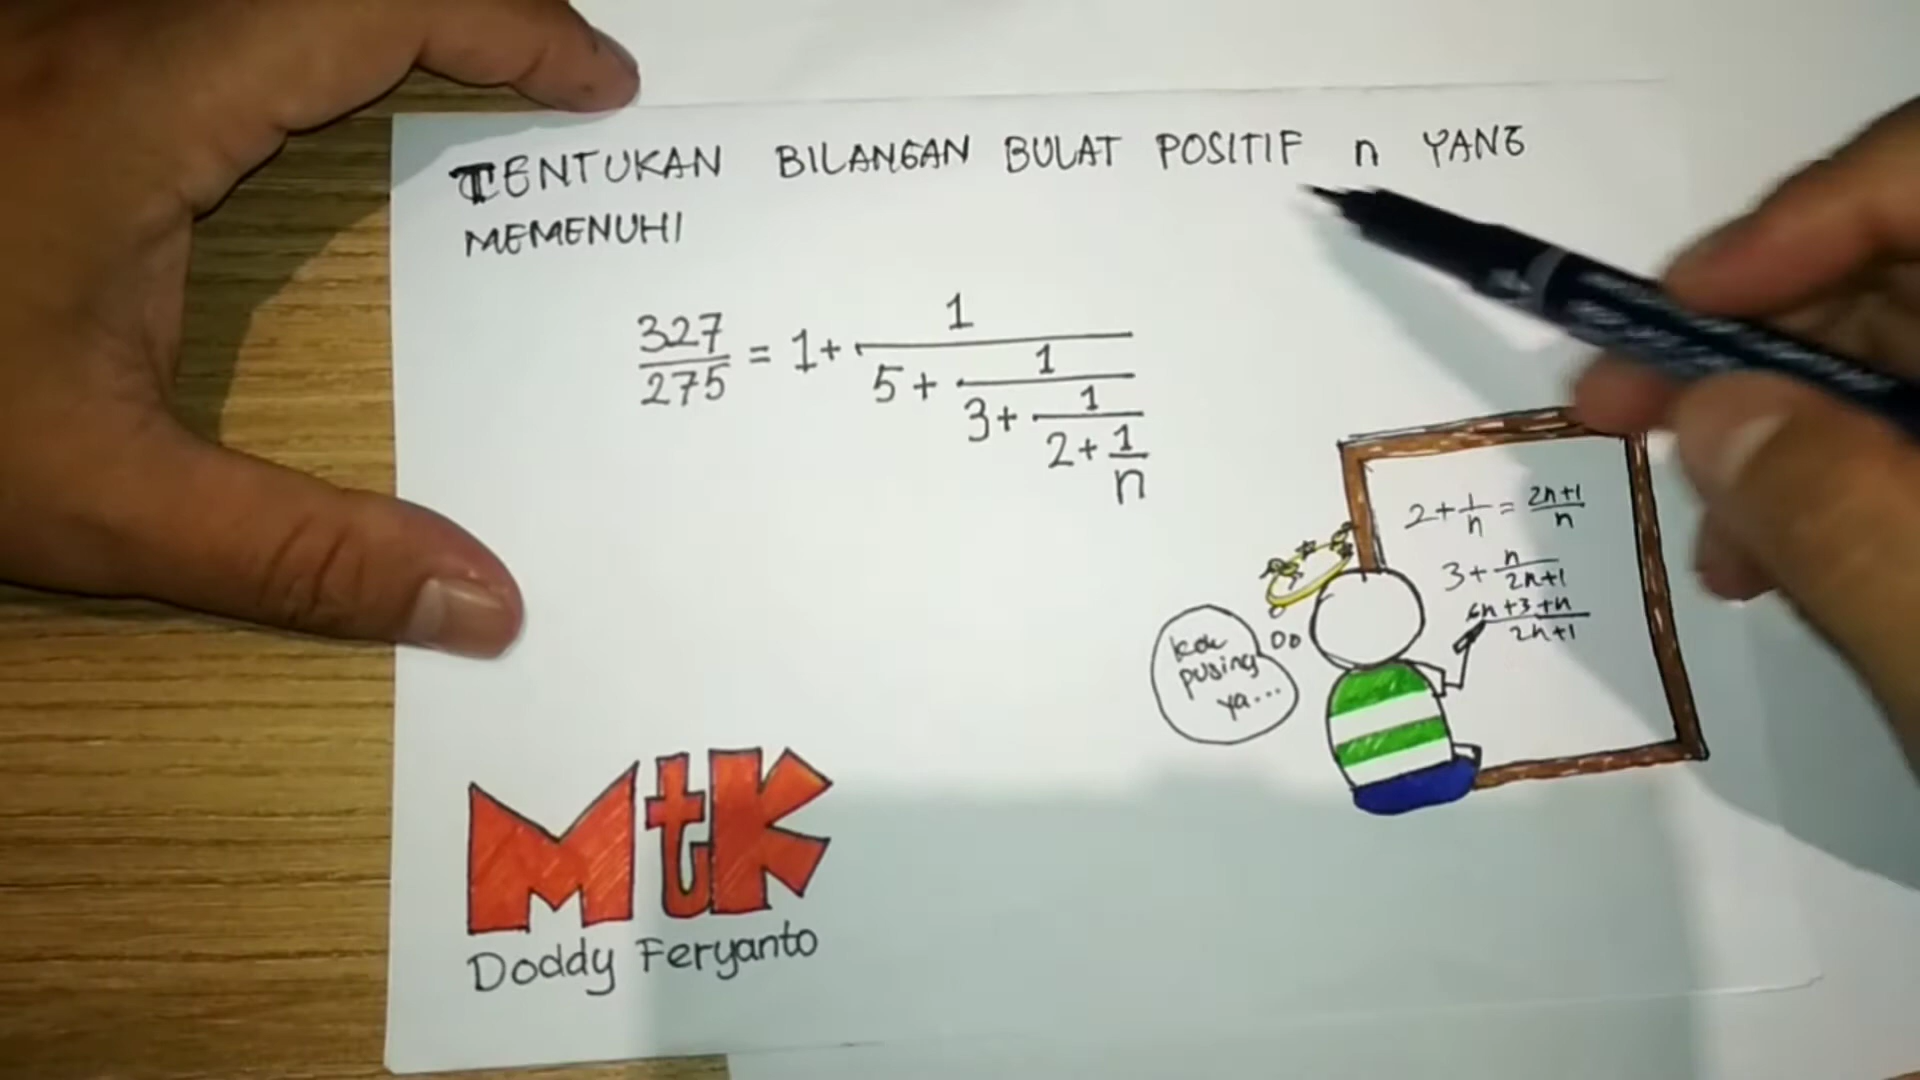 TENTUKAN BILANGAN BULAT POSITIF n YANG
MEMENUHI
327/275 = 1 + 1/(5 + 1/(3 + 1/(2 + 1/n)))
2 + 1/n = 2n+1/n
3 + n/2n+1
6n+3+n/2n+1
kok
pusing
ya...
MtK
Doddy Feryanto